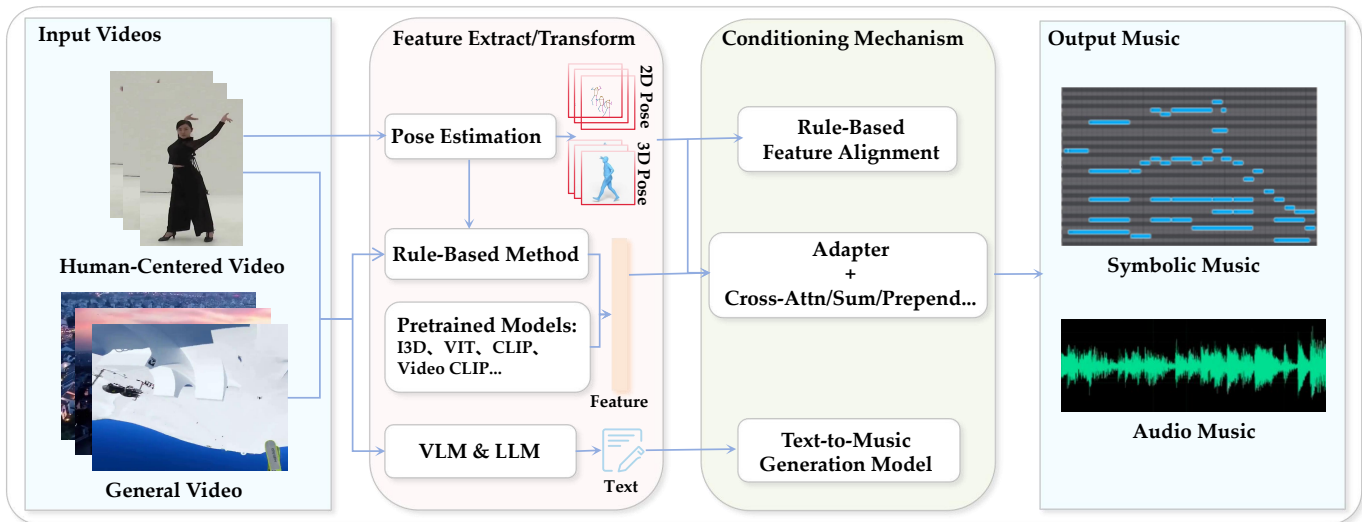 Input Videos
Human-Centered Video
General Video
Feature Extract/Transform
Pose Estimation
2D Pose
3D Pose
Rule-Based Method
Pretrained Models:
I3D、VIT、CLIP、
Video CLIP...
Feature
VLM & LLM
Text
Conditioning Mechanism
Rule-Based
Feature Alignment
Adapter
+
Cross-Attn/Sum/Prepend...
Text-to-Music
Generation Model
Output Music
Symbolic Music
Audio Music